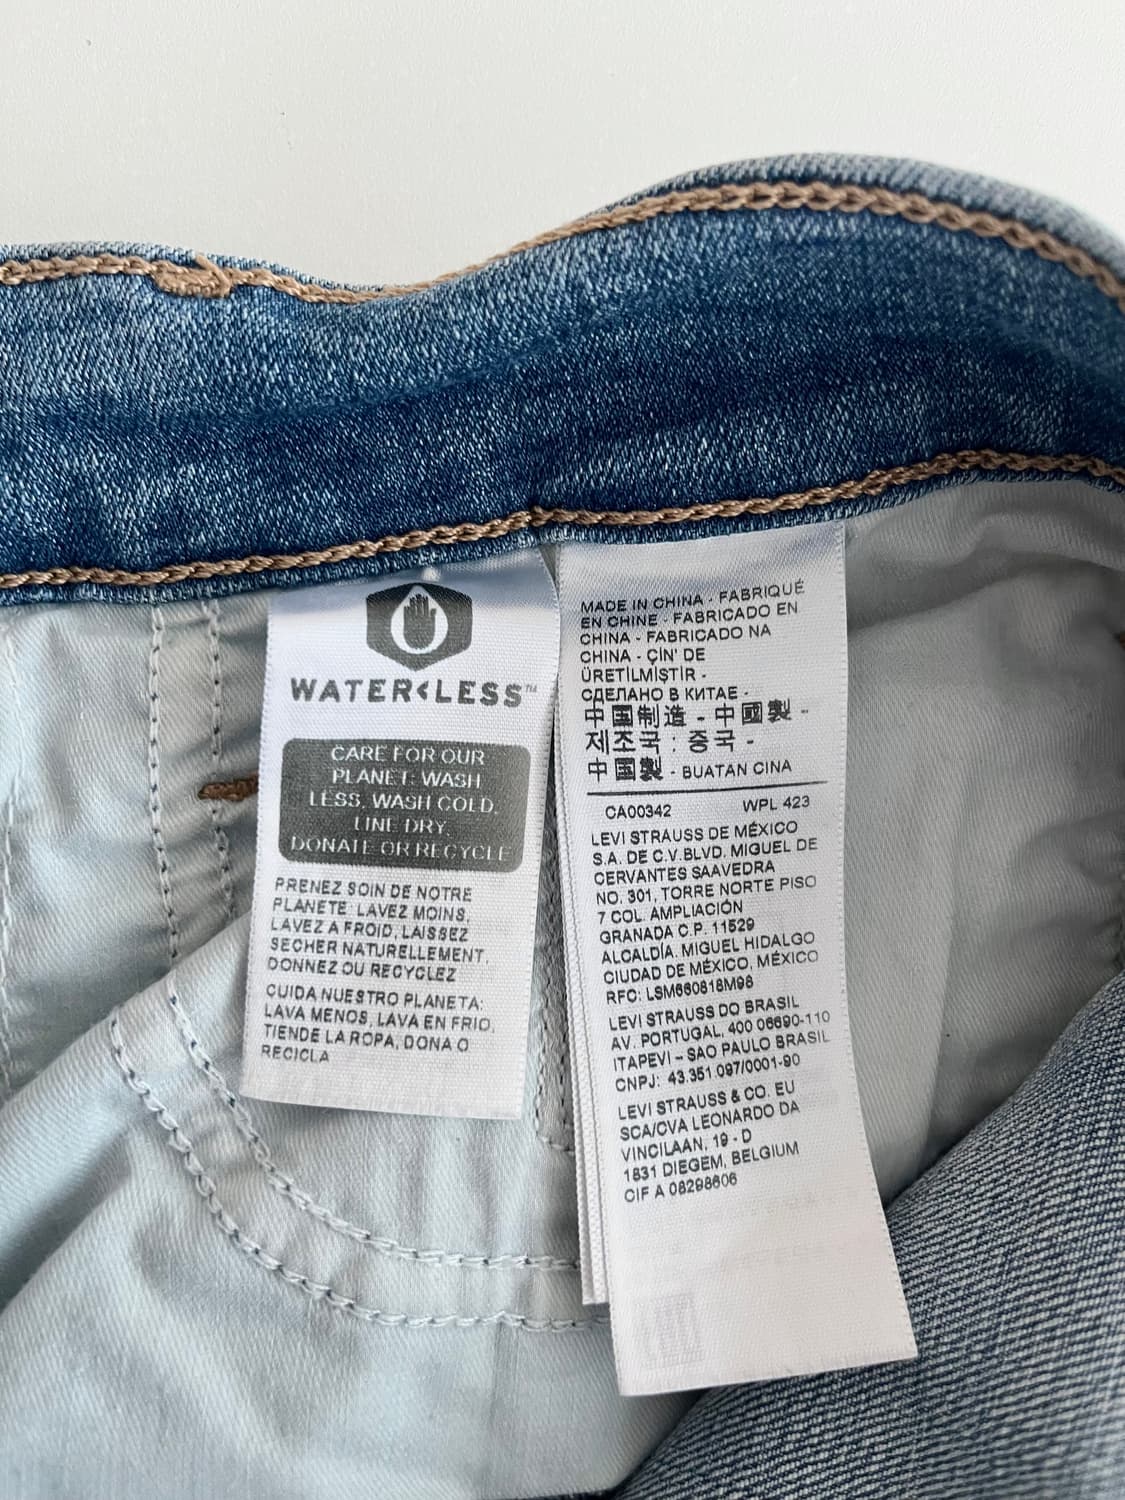 WATER<LESS™
CARE FOR OUR
PLANET: WASH
LESS, WASH COLD,
LINE DRY,
DONATE OR RECYCLE
PRENEZ SOIN DE NOTRE
PLANETE: LAVEZ MOINS,
LAVEZ A FROID, LAISSEZ
SECHER NATURELLEMENT,
DONNEZ OU RECYCLEZ
CUIDA NUESTRO PLANETA:
LAVA MENOS, LAVA EN FRIO,
TIENDE LA ROPA, DONA O
RECICLA
MADE IN CHINA - FABRIQUÉ
EN CHINE - FABRICADO EN
CHINA - FABRICADO NA
CHINA - ÇİN' DE
ÜRETİLMİŞTİR -
СДЕЛАНО В КИТАЕ -
中国制造 - 中國製 -
제조국 : 중국 -
中国製 - BUATAN CINA
CA00342 WPL 423
LEVI STRAUSS DE MÉXICO
S.A. DE C.V.BLVD. MIGUEL DE
CERVANTES SAAVEDRA
NO. 301, TORRE NORTE PISO
7 COL. AMPLIACIÓN
GRANADA C.P. 11529
ALCALDÍA. MIGUEL HIDALGO
CIUDAD DE MÉXICO, MÉXICO
RFC: LSM660818M98
LEVI STRAUSS DO BRASIL
AV. PORTUGAL, 400 06690-110
ITAPEVI – SAO PAULO BRASIL
CNPJ: 43.351.097/0001-90
LEVI STRAUSS & CO. EU
SCA/CVA LEONARDO DA
VINCILAAN, 19 - D
1831 DIEGEM, BELGIUM
CIF A 08298606